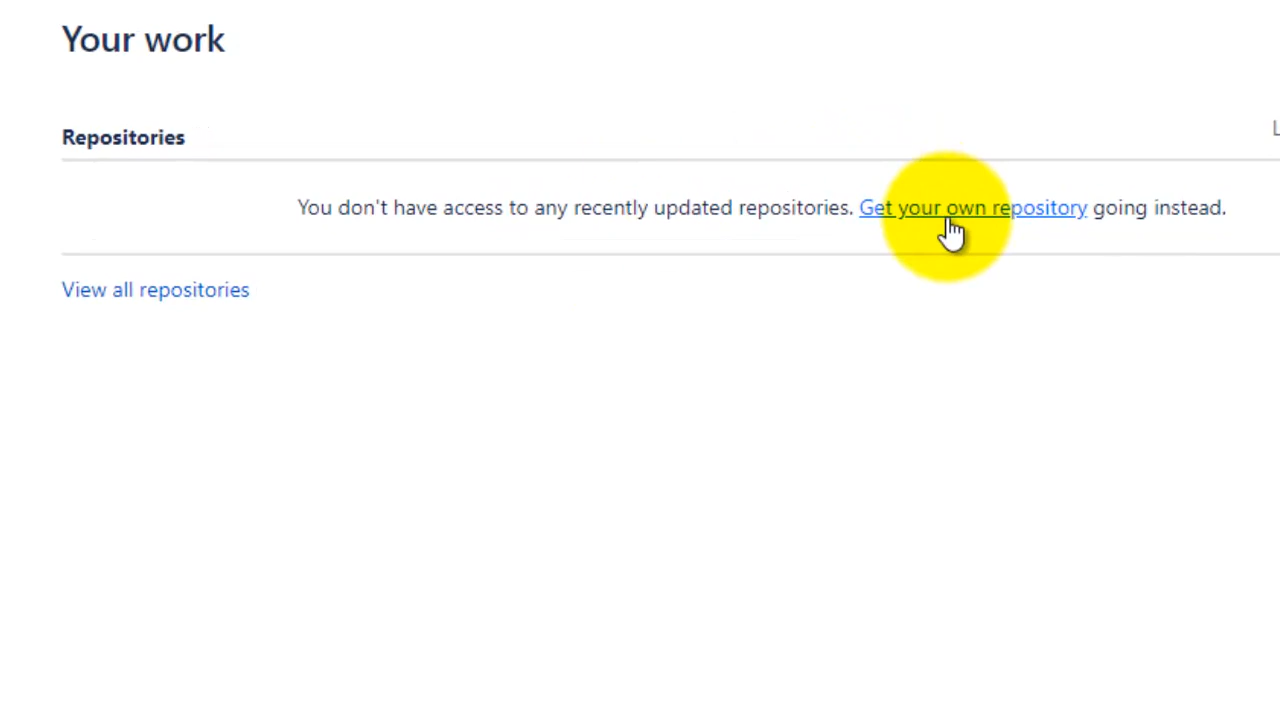 Your work
Repositories
L
You don't have access to any recently updated repositories. Get your own repository going instead.
View all repositories